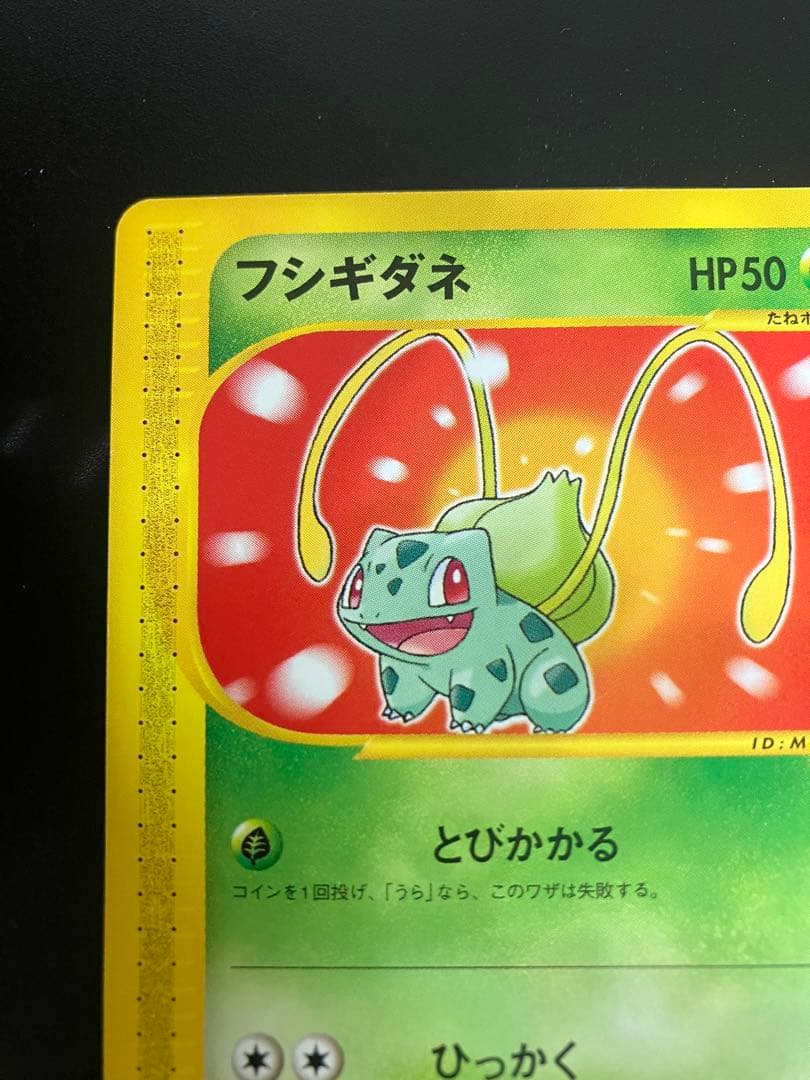 フシギダネ HP50
たねポ
ID: M
とびかかる
コインを1回投げ、「うら」なら、このワザは失敗する。
ひっかく